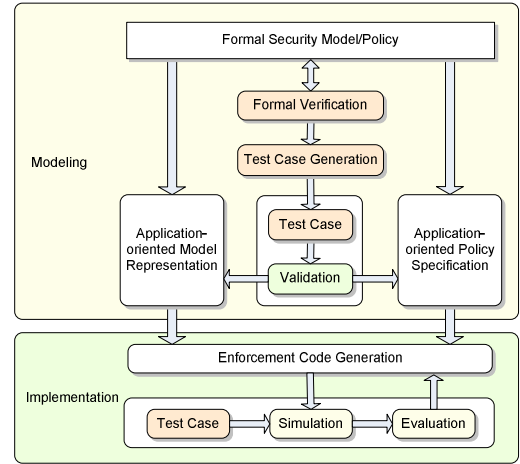 Formal Security Model/Policy
Formal Verification
Modeling
Test Case Generation
Application-
oriented Model
Representation
Test Case
Validation
Application-
oriented Policy
Specification
Enforcement Code Generation
Implementation
Test Case
Simulation
Evaluation